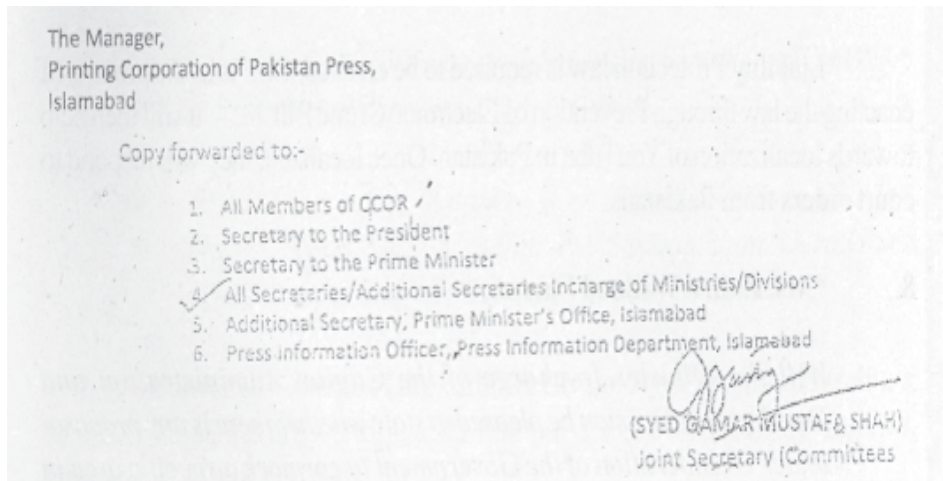 The Manager,
Printing Corporation of Pakistan Press,
Islamabad
Copy forwarded to:-
1. All Members of CCOR
2. Secretary to the President
3. Secretary to the Prime Minister
4. All Secretaries/Additional Secretaries Incharge of Ministries/Divisions
5. Additional Secretary, Prime Minister's Office, Islamabad
6. Press Information Officer, Press Information Department, Islamabad
(SYED QAMAR MUSTAFA SHAH)
Joint Secretary (Committees